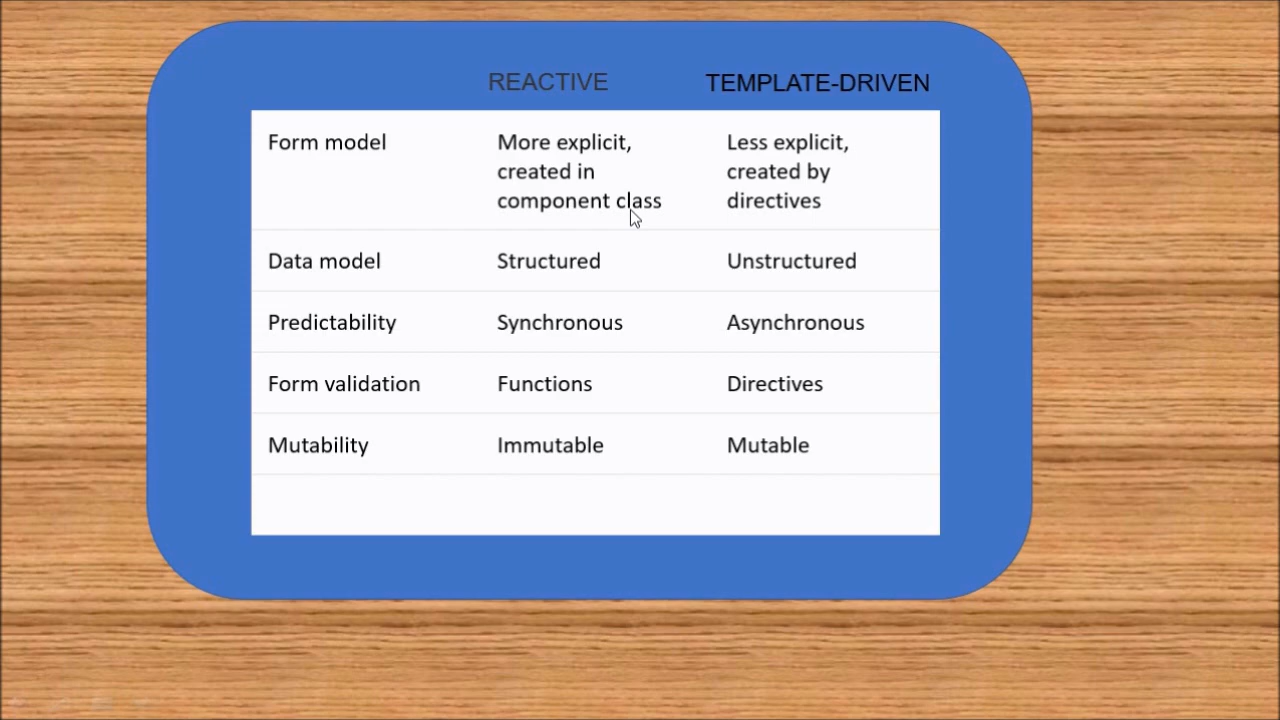 REACTIVE TEMPLATE-DRIVEN
Form model More explicit, Less explicit,
created in created by
component class directives
Data model Structured Unstructured
Predictability Synchronous Asynchronous
Form validation Functions Directives
Mutability Immutable Mutable